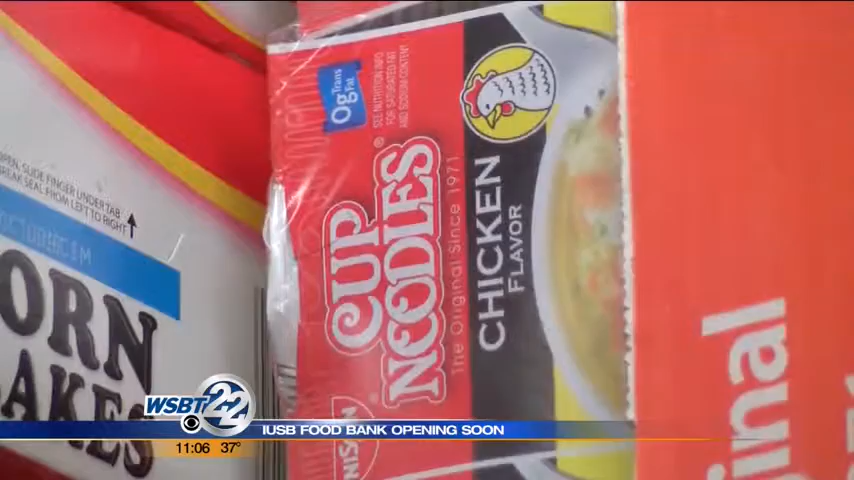 OPEN, SLIDE FINGER UNDER TAB
BREAK SEAL FROM LEFT TO RIGHT
ORN
LAKES
0g Trans
Fat
SEE NUTRITION INFO
FOR SATURATED FAT
AND SODIUM CONTENT
CUP
NOODLES®
The Original Since 1971
CHICKEN
FLAVOR
NISSIN
inal
WSBT 22
IUSB FOOD BANK OPENING SOON
11:06 37°